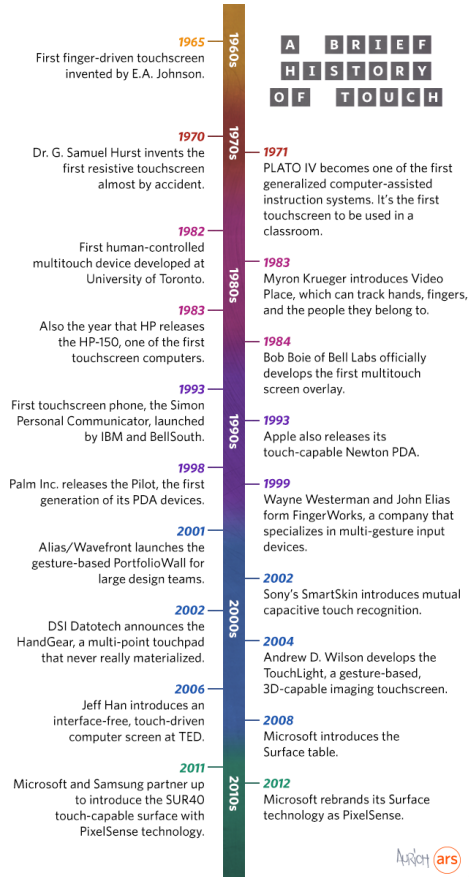 A BRIEF
HISTORY
OF TOUCH
1960s
1965
First finger-driven touchscreen
invented by E.A. Johnson.
1970s
1970
Dr. G. Samuel Hurst invents the
first resistive touchscreen
almost by accident.
1971
PLATO IV becomes one of the first
generalized computer-assisted
instruction systems. It's the first
touchscreen to be used in a
classroom.
1980s
1982
First human-controlled
multitouch device developed at
University of Toronto.
1983
Myron Krueger introduces Video
Place, which can track hands, fingers,
and the people they belong to.
1983
Also the year that HP releases
the HP-150, one of the first
touchscreen computers.
1984
Bob Boie of Bell Labs officially
develops the first multitouch
screen overlay.
1990s
1993
First touchscreen phone, the Simon
Personal Communicator, launched
by IBM and BellSouth.
1993
Apple also releases its
touch-capable Newton PDA.
1998
Palm Inc. releases the Pilot, the first
generation of its PDA devices.
1999
Wayne Westerman and John Elias
form FingerWorks, a company that
specializes in multi-gesture input
devices.
2000s
2001
Alias/Wavefront launches the
gesture-based PortfolioWall for
large design teams.
2002
Sony's SmartSkin introduces mutual
capacitive touch recognition.
2002
DSI Datotech announces the
HandGear, a multi-point touchpad
that never really materialized.
2004
Andrew D. Wilson develops the
TouchLight, a gesture-based,
3D-capable imaging touchscreen.
2006
Jeff Han introduces an
interface-free, touch-driven
computer screen at TED.
2008
Microsoft introduces the
Surface table.
2010s
2011
Microsoft and Samsung partner up
to introduce the SUR40
touch-capable surface with
PixelSense technology.
2012
Microsoft rebrands its Surface
technology as PixelSense.
AURICH ars